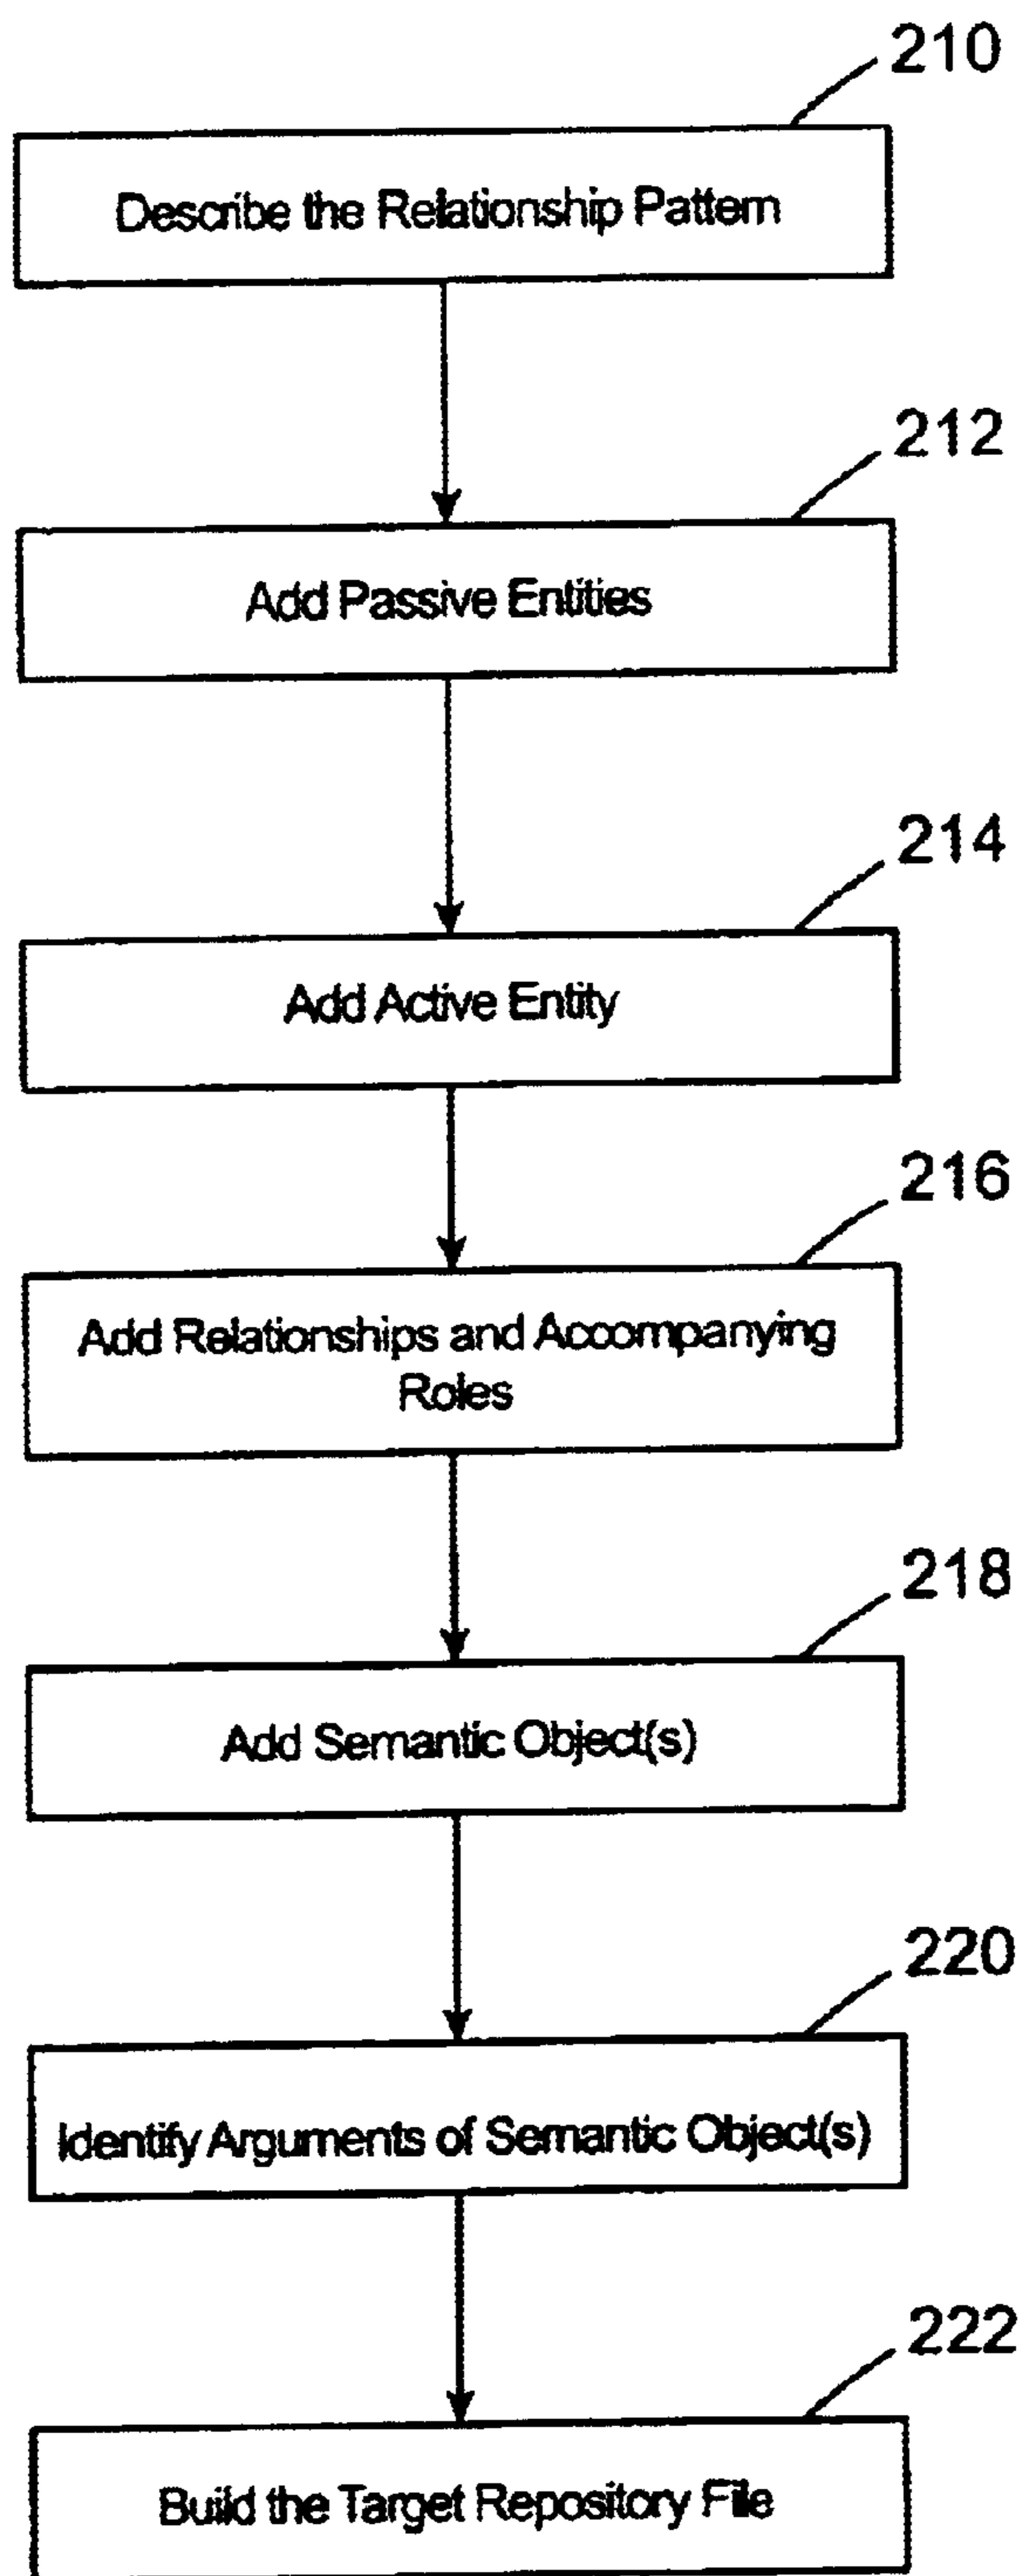 210
Describe the Relationship Pattern
212
Add Passive Entities
214
Add Active Entity
216
Add Relationships and Accompanying
Roles
218
Add Semantic Object(s)
220
Identify Arguments of Semantic Object(s)
222
Build the Target Repository File